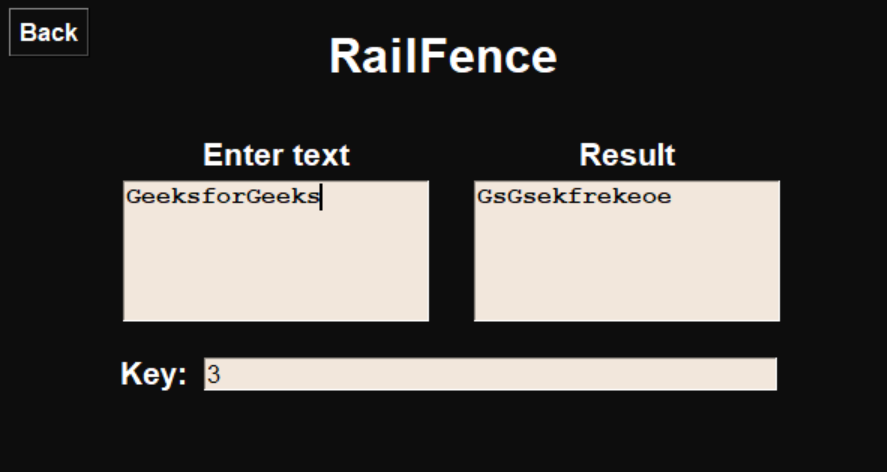 Back
RailFence
Enter text
Result
GeeksforGeeks
GsGsekfrekeoe
Key: 3